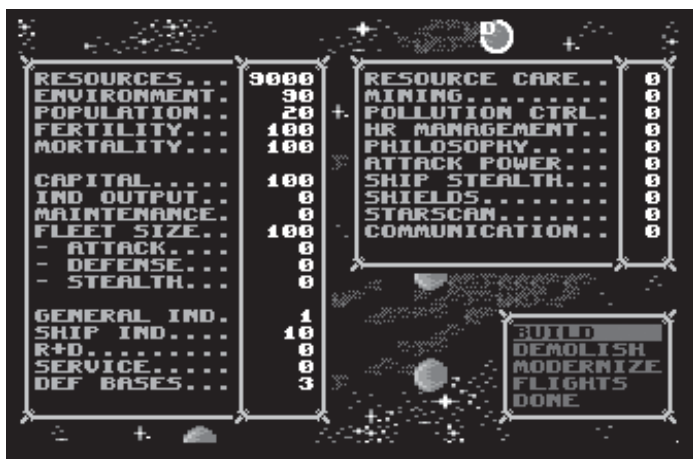 RESOURCES... 9000
ENVIRONMENT. 90
POPULATION.. 20
FERTILITY... 100
MORTALITY... 100
CAPITAL..... 100
IND OUTPUT.. 0
MAINTENANCE. 0
FLEET SIZE.. 100
- ATTACK.... 0
- DEFENSE... 0
- STEALTH... 0
GENERAL IND. 1
SHIP IND.... 10
R+D......... 0
SERVICE..... 0
DEF BASES... 3
RESOURCE CARE.. 0
MINING......... 0
POLLUTION CTRL. 0
HR MANAGEMENT.. 0
PHILOSOPHY..... 0
ATTACK POWER... 0
SHIP STEALTH... 0
SHIELDS........ 0
STARSCAN....... 0
COMMUNICATION.. 0
BUILD
DEMOLISH
MODERNIZE
FLIGHTS
DONE